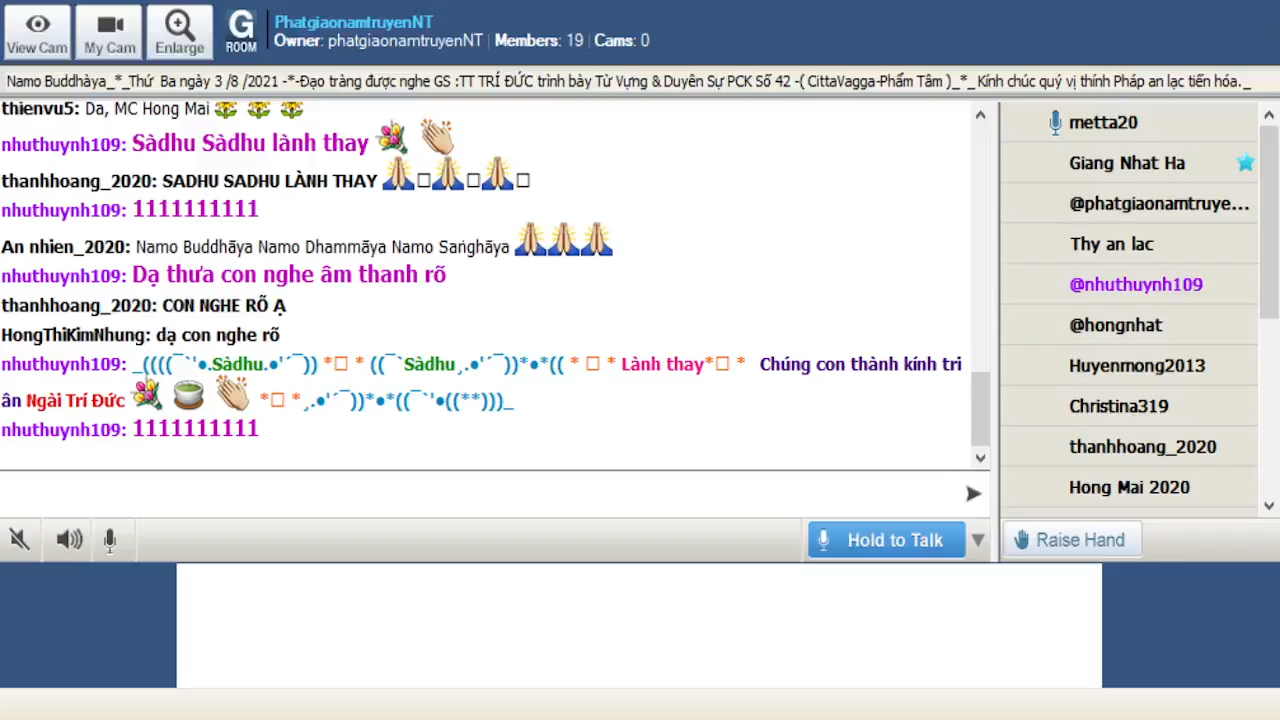 View Cam
My Cam
Enlarge
G
ROOM
PhatgiaonamtruyenNT
Owner: phatgiaonamtruyenNT | Members: 19 | Cams: 0
Namo Buddhàya_*_Thứ Ba ngày 3 /8 /2021 -*-Đạo tràng được nghe GS :TT TRÍ ĐỨC trình bày Từ Vựng & Duyên Sự PCK Số 42 -( CittaVagga-Phẩm Tâm )_*_ Kính chúc quý vị thính Pháp an lạc tiến hóa._
thienvu5: Da, MC Hong Mai
nhuthuynh109: Sàdhu Sàdhu lành thay
thanhhoang_2020: SADHU SADHU LÀNH THAY
nhuthuynh109: 1111111111
An nhien_2020: Namo Buddhāya Namo Dhammāya Namo Saṅghāya
nhuthuynh109: Dạ thưa con nghe âm thanh rõ
thanhhoang_2020: CON NGHE RÕ Ạ
HongThiKimNhung: dạ con nghe rõ
nhuthuynh109: _((((¯`'●.Sàdhu.●'´¯)) *□ * ((¯`Sàdhu¸.●'´¯))*●*(( * □ * Lành thay*□ * Chúng con thành kính tri
ân Ngài Trí Đức *□ *¸.●'´¯))*●*((¯`'●((**)))_
nhuthuynh109: 1111111111
metta20
Giang Nhat Ha
@phatgiaonamtruye...
Thy an lac
@nhuthuynh109
@hongnhat
Huyenmong2013
Christina319
thanhhoang_2020
Hong Mai 2020
Hold to Talk
Raise Hand